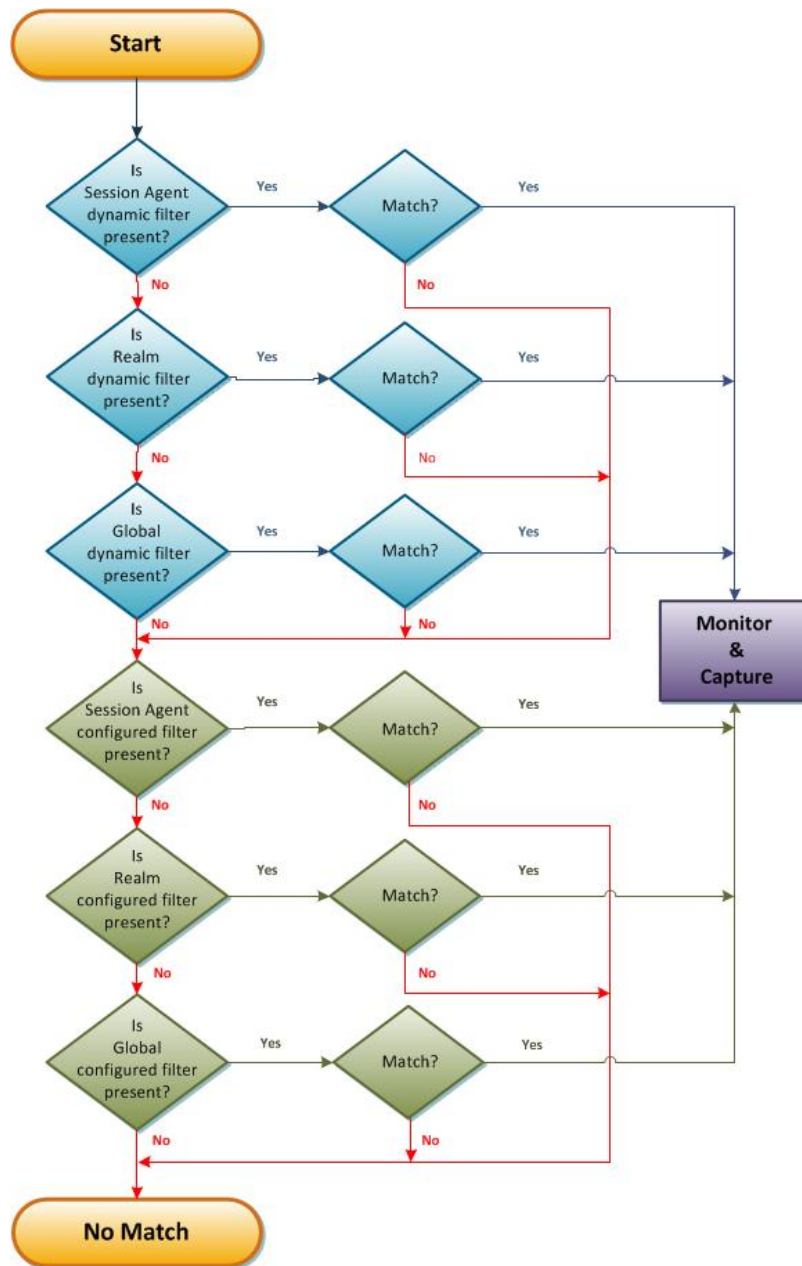 Start
Is
Session Agent
dynamic filter
present?
Yes
Match?
Yes
No
No
Is
Realm
dynamic filter
present?
Yes
Match?
Yes
No
No
Is
Global
dynamic filter
present?
Yes
Match?
Yes
No
No
Monitor
&
Capture
Is
Session Agent
configured filter
present?
Yes
Match?
Yes
No
No
Is
Realm
configured filter
present?
Yes
Match?
Yes
No
No
Is
Global
configured filter
present?
Yes
Match?
Yes
No
No
No Match